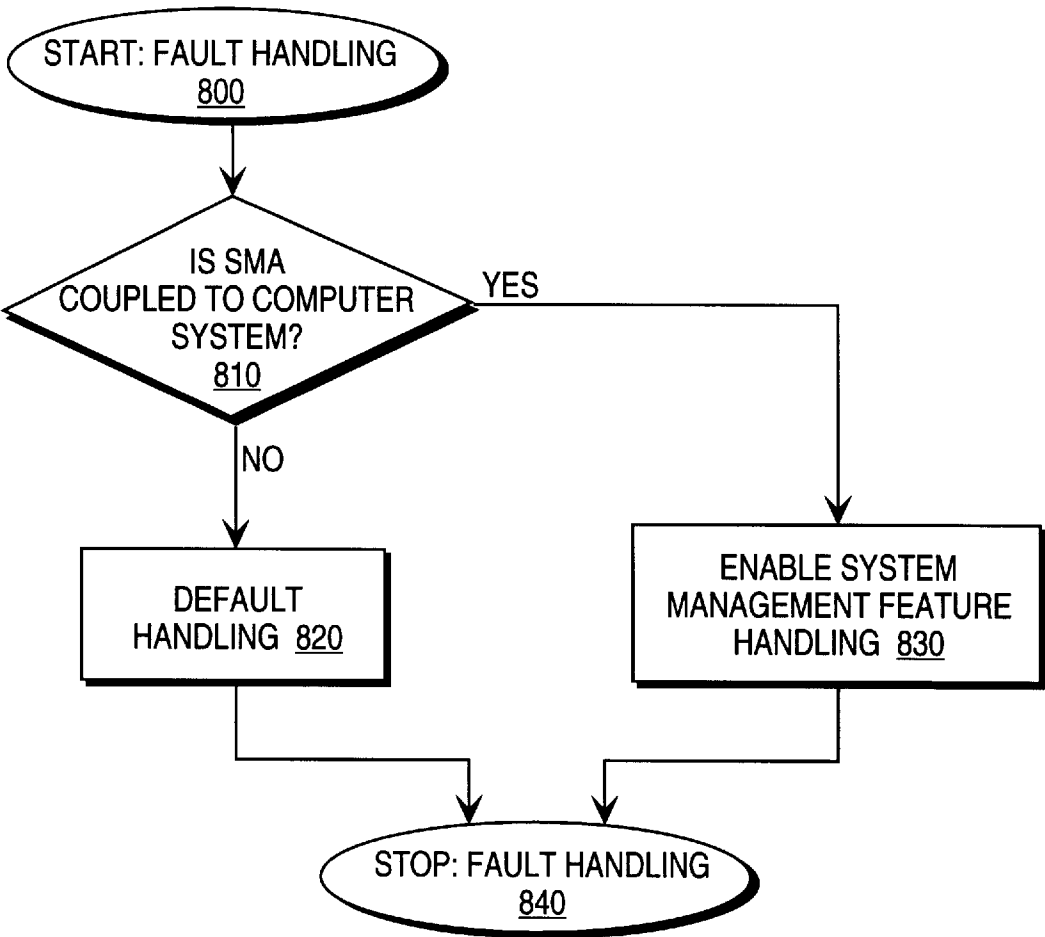 START: FAULT HANDLING
800
IS SMA
COUPLED TO COMPUTER
SYSTEM?
810
YES
NO
DEFAULT
HANDLING 820
ENABLE SYSTEM
MANAGEMENT FEATURE
HANDLING 830
STOP: FAULT HANDLING
840